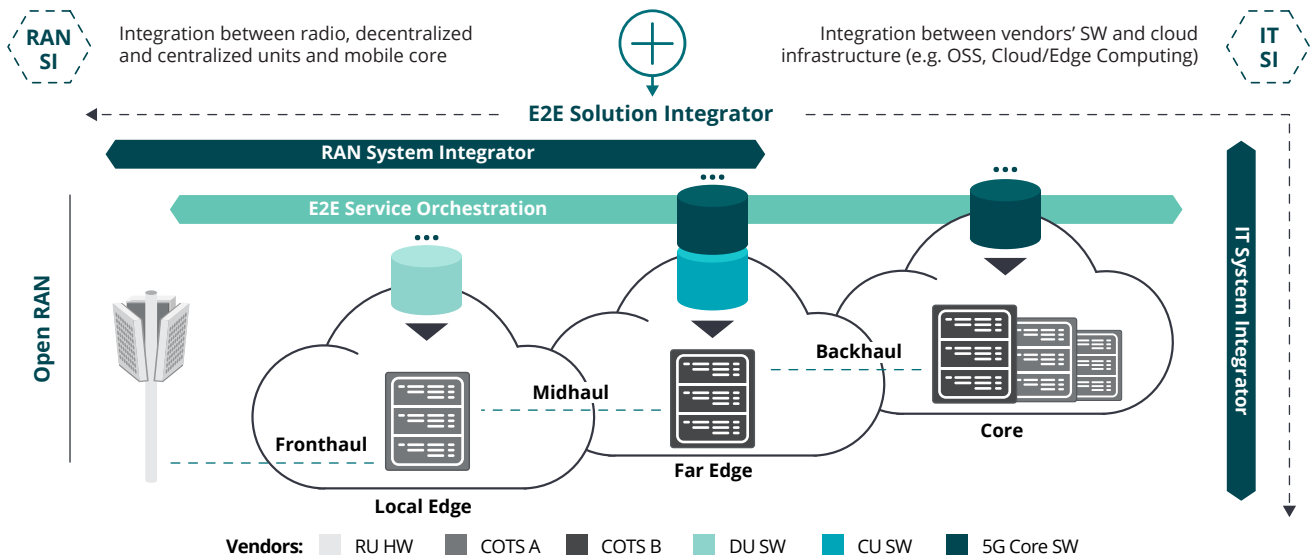 RAN
SI
Integration between radio, decentralized
and centralized units and mobile core
Integration between vendors’ SW and cloud
infrastructure (e.g. OSS, Cloud/Edge Computing)
IT
SI
E2E Solution Integrator
RAN System Integrator
E2E Service Orchestration
Open RAN
IT System Integrator
Backhaul
Midhaul
Core
Fronthaul
Far Edge
Local Edge
Vendors: RU HW COTS A COTS B DU SW CU SW 5G Core SW